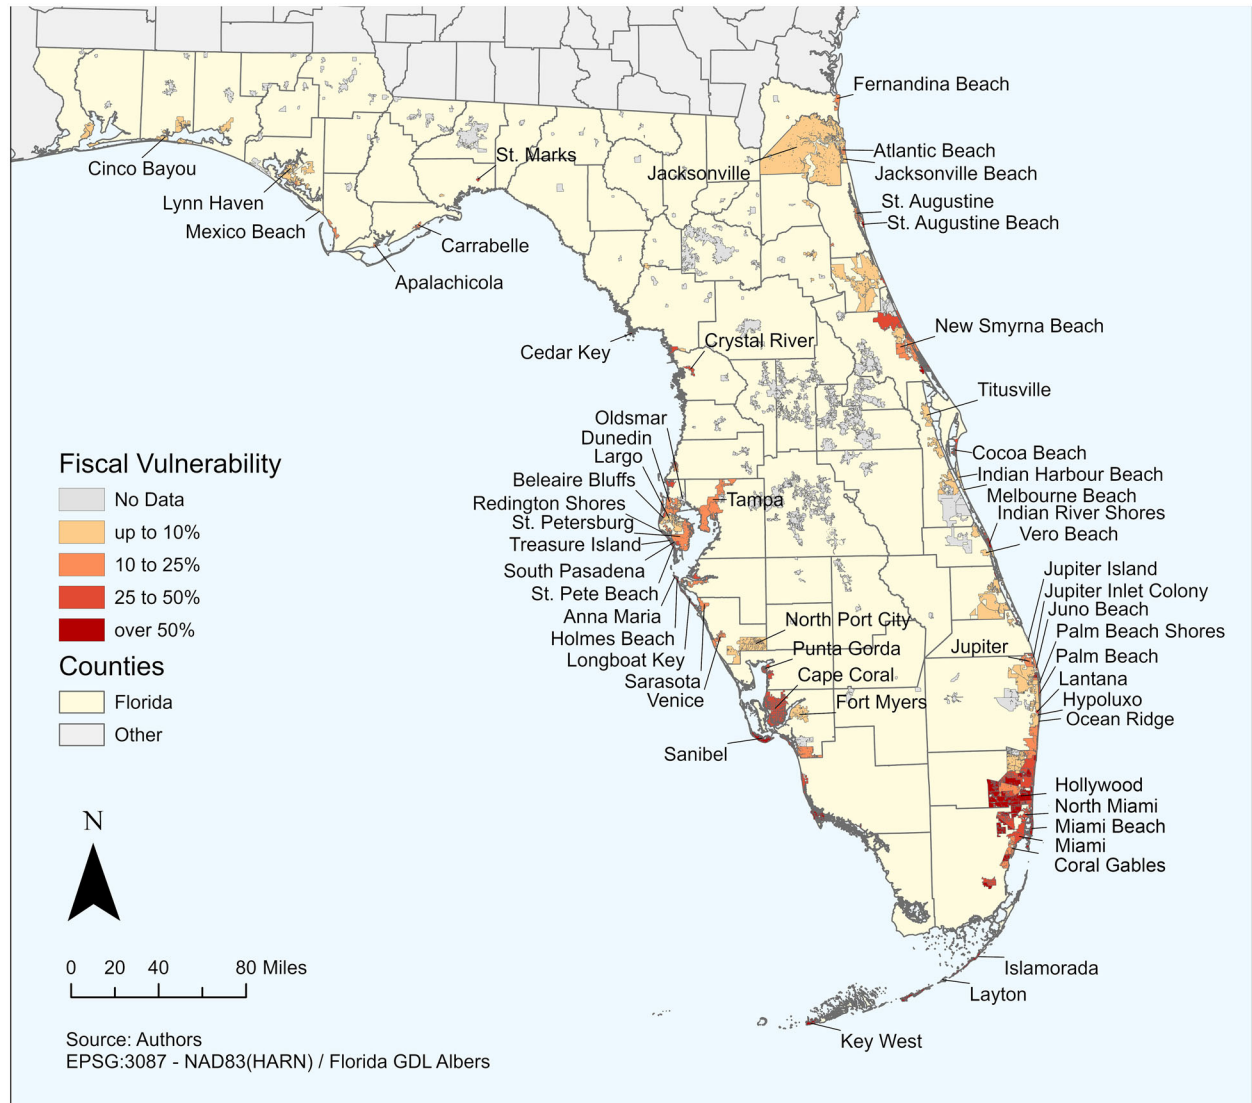 Fernandina Beach
Cinco Bayou
St. Marks
Jacksonville
Atlantic Beach
Jacksonville Beach
Lynn Haven
St. Augustine
Mexico Beach
St. Augustine Beach
Carrabelle
Apalachicola
New Smyrna Beach
Cedar Key
Crystal River
Titusville
Oldsmar
Dunedin
Largo
Cocoa Beach
Beleaire Bluffs
Indian Harbour Beach
Redington Shores
Tampa
Melbourne Beach
St. Petersburg
Indian River Shores
Treasure Island
Vero Beach
South Pasadena
Jupiter Island
St. Pete Beach
Jupiter Inlet Colony
Anna Maria
Juno Beach
Holmes Beach
North Port City
Palm Beach Shores
Longboat Key
Punta Gorda
Jupiter
Palm Beach
Sarasota
Cape Coral
Lantana
Venice
Fort Myers
Hypoluxo
Ocean Ridge
Sanibel
Hollywood
North Miami
Miami Beach
Miami
Coral Gables
Islamorada
Layton
Key West
Fiscal Vulnerability
No Data
up to 10%
10 to 25%
25 to 50%
over 50%
Counties
Florida
Other
N
0 20 40 80 Miles
Source: Authors
EPSG:3087 - NAD83(HARN) / Florida GDL Albers